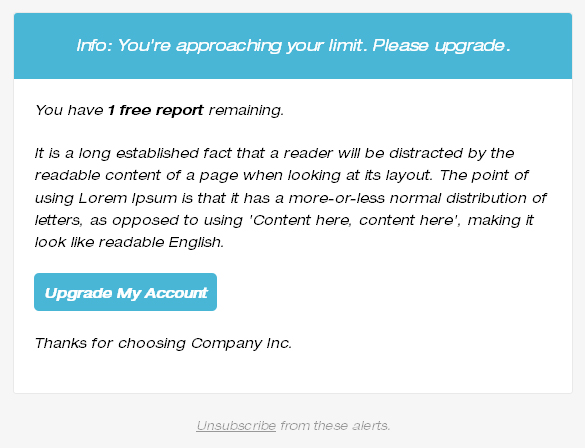 Info: You're approaching your limit. Please upgrade.
You have 1 free report remaining.
It is a long established fact that a reader will be distracted by the
readable content of a page when looking at its layout. The point of
using Lorem Ipsum is that it has a more-or-less normal distribution of
letters, as opposed to using 'Content here, content here', making it
look like readable English.
Upgrade My Account
Thanks for choosing Company Inc.
Unsubscribe from these alerts.